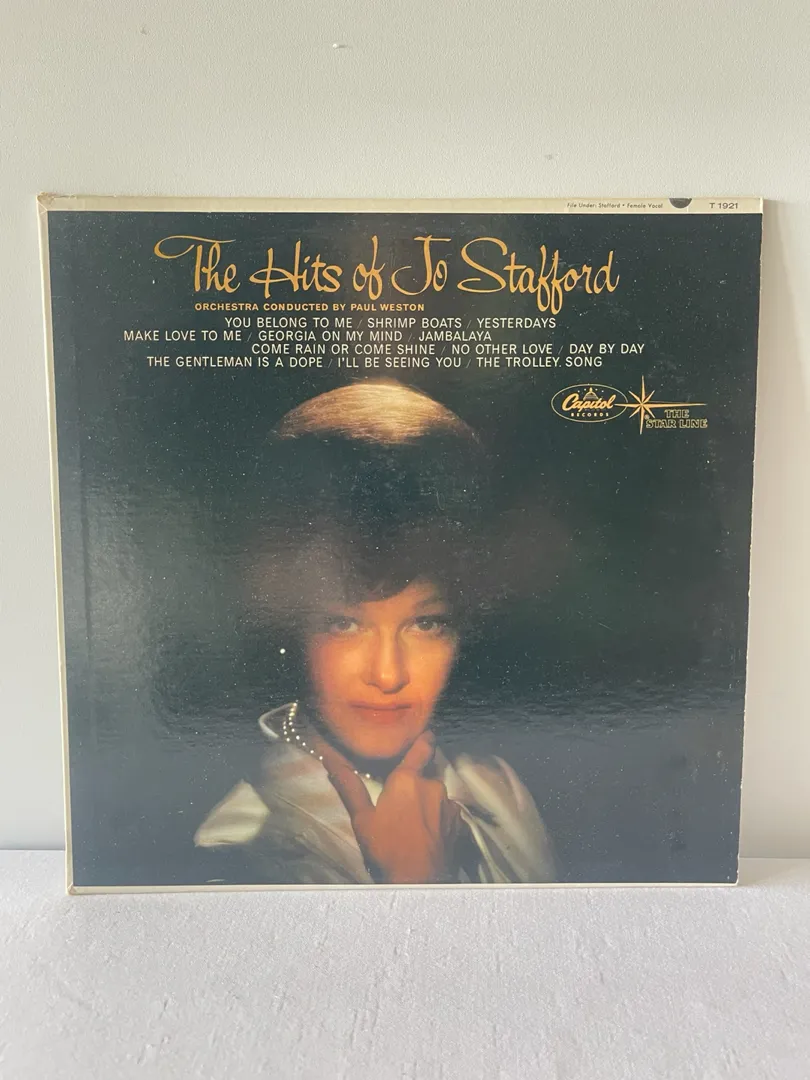 File Under: Stafford • Female Vocal
T 1921
The Hits of Jo Stafford
ORCHESTRA CONDUCTED BY PAUL WESTON
YOU BELONG TO ME / SHRIMP BOATS / YESTERDAYS
MAKE LOVE TO ME / GEORGIA ON MY MIND / JAMBALAYA
COME RAIN OR COME SHINE / NO OTHER LOVE / DAY BY DAY
THE GENTLEMAN IS A DOPE / I'LL BE SEEING YOU / THE TROLLEY SONG
Capitol
RECORDS
THE
STAR LINE